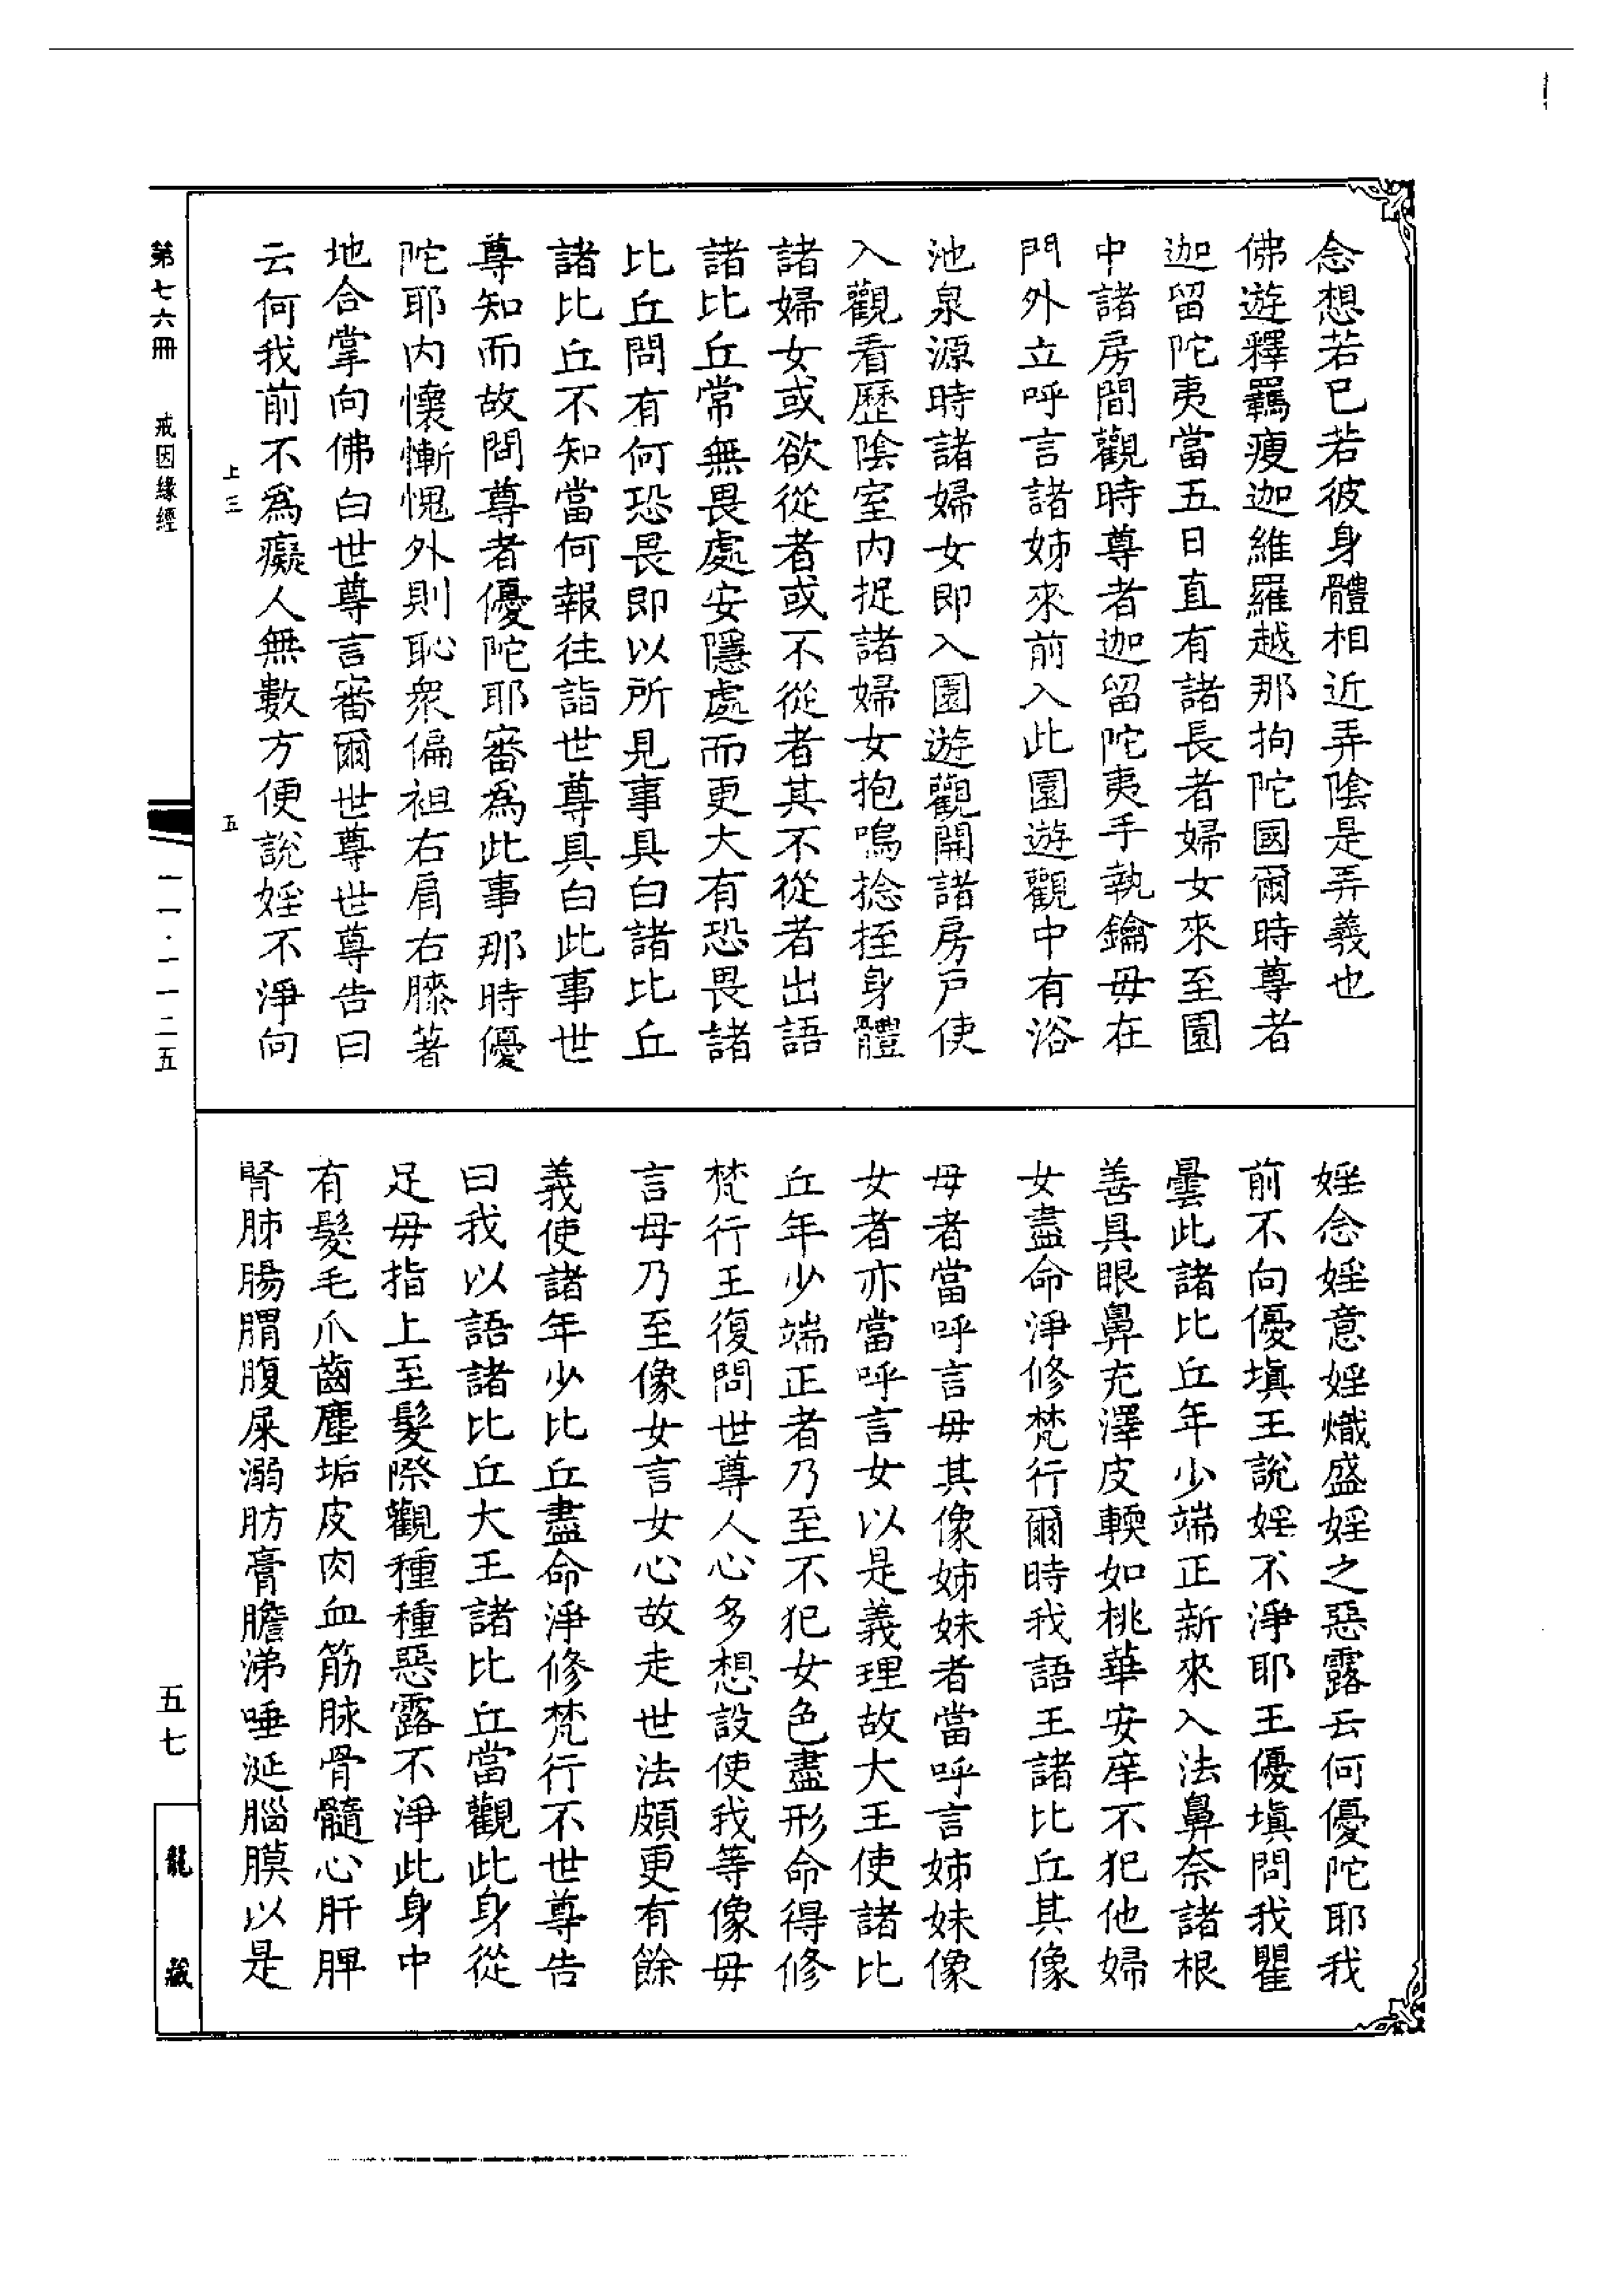 念想若已若彼身體相近弄陰是弄義也
佛遊釋羈瘦迦維羅越那拘陀國爾時尊者
迦留陀夷當五日直有諸長者婦女來至園
中諸房間觀時尊者迦留陀夷手執鑰毋在
門外立呼言諸姊來前入此園遊觀中有浴
池泉源時諸婦女即入園遊觀開諸房戶使
入觀看歷陰室內捉諸婦女抱嗚捻挃身體
諸婦女或欲從者或不從者其不從者出語
諸比丘常無畏處安隱處而更大有恐畏諸
比丘問有何恐畏即以所見事具白諸比丘
諸比丘不知當何報往詣世尊具白此事世
尊知而故問尊者優陀耶審為此事那時優
陀耶內懷慚愧外則恥衆偏袒右肩右膝著
地合掌向佛白世尊言審爾世尊世尊告曰
云何我前不為癡人無數方便說婬不淨向
婬念婬意婬熾盛婬之惡露云何優陀耶我
前不向優塡王說婬不淨耶王優塡問我瞿
曇此諸比丘年少端正新來入法鼻奈諸根
善具眼鼻充澤皮輭如桃華安庠不犯他婦
女盡命淨修梵行爾時我語王諸比丘其像
毋者當呼言毋其像姊妹者當呼言姊妹像
女者亦當呼言女以是義理故大王使諸比
丘年少端正者乃至不犯女色盡形命得修
梵行王復問世尊人心多想設使我等像毋
言毋乃至像女言女心故走世法頗更有餘
義使諸年少比丘盡命淨修梵行不世尊告
曰我以語諸比丘大王諸比丘當觀此身從
足毋指上至髮際觀種種惡露不淨此身中
有髮毛爪齒塵垢皮肉血筋脉骨髓心肝脾
腎肺腸胃腹屎溺肪膏膽涕唾涎腦膜以是
第七六冊 戒因緣經
上三 五
一一·一一二五
五七
龍藏